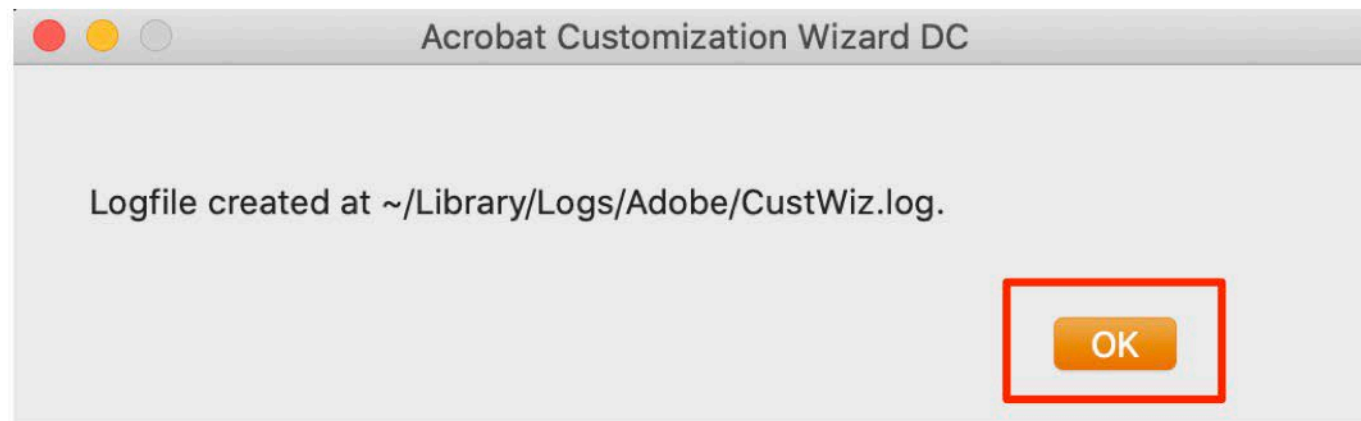 Acrobat Customization Wizard DC
Logfile created at ~/Library/Logs/Adobe/CustWiz.log.
OK